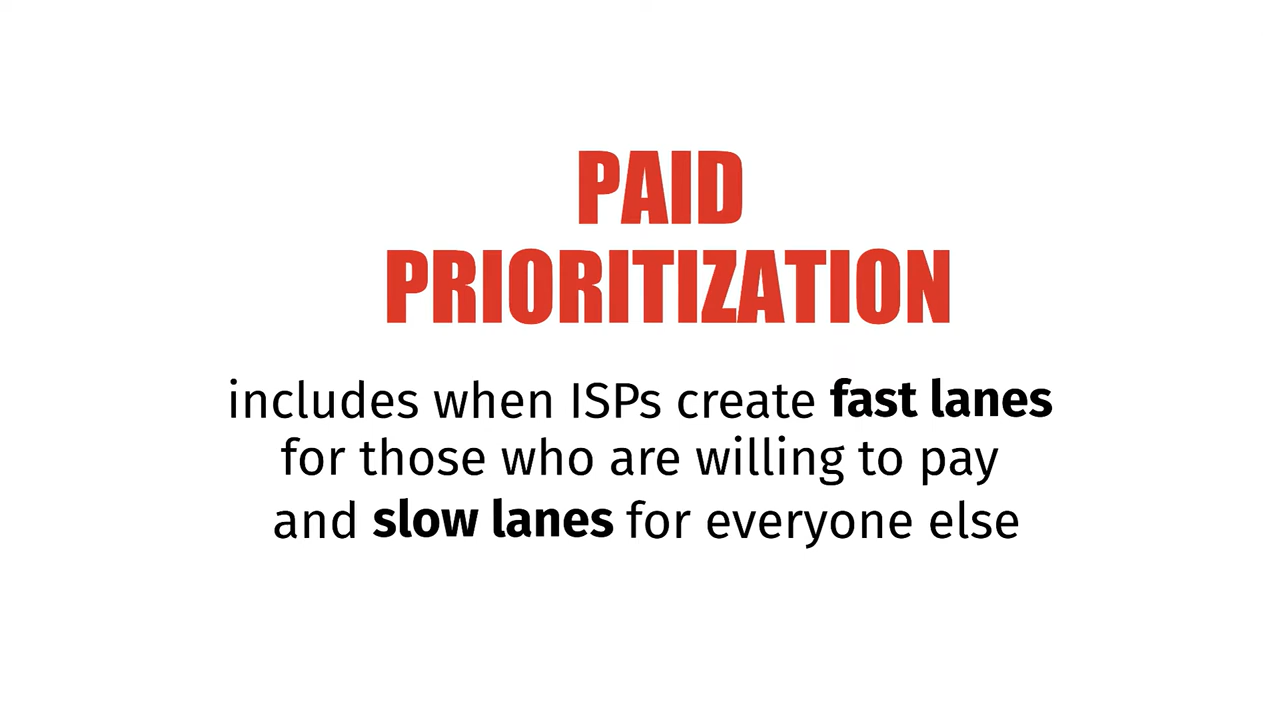 PAID
PRIORITIZATION
includes when ISPs create fast lanes
for those who are willing to pay
and slow lanes for everyone else